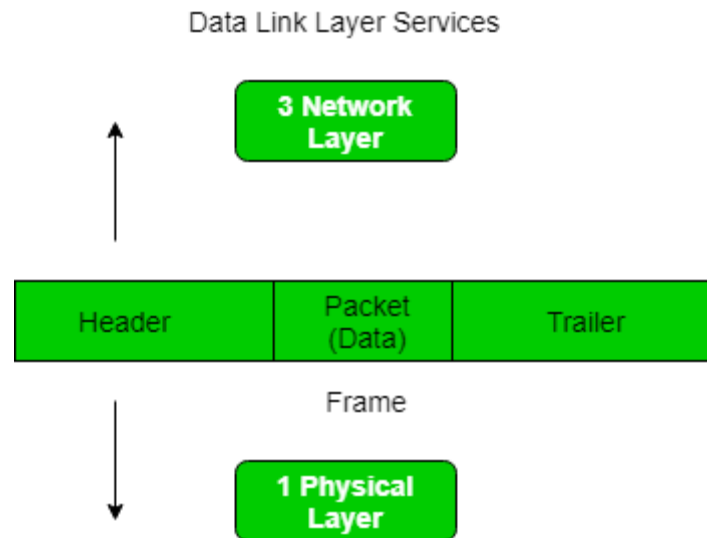 Data Link Layer Services
3 Network
Layer
Header
Packet
(Data)
Trailer
Frame
1 Physical
Layer